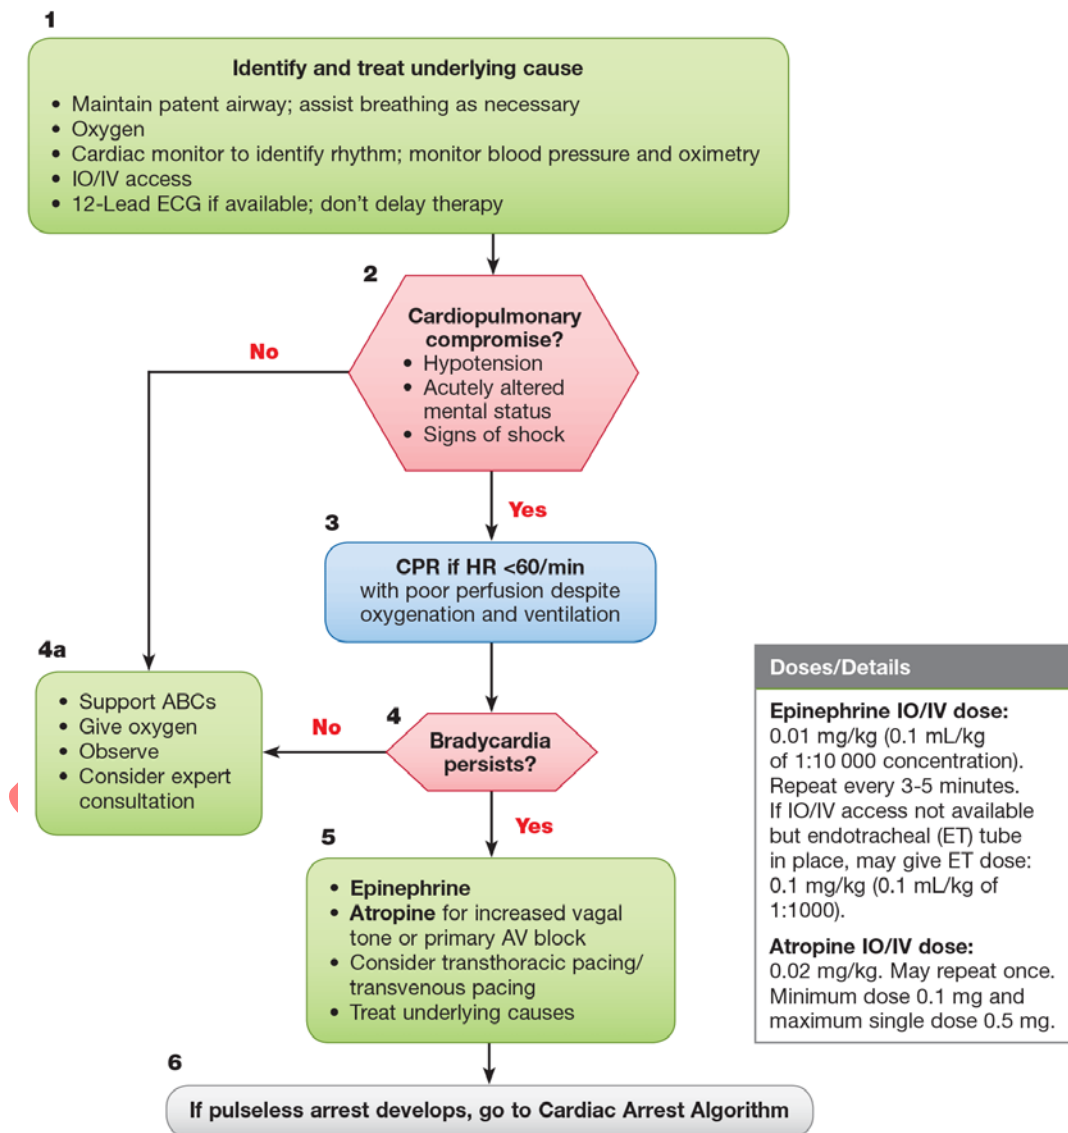 1
Identify and treat underlying cause
• Maintain patent airway; assist breathing as necessary
• Oxygen
• Cardiac monitor to identify rhythm; monitor blood pressure and oximetry
• IO/IV access
• 12-Lead ECG if available; don't delay therapy
2
Cardiopulmonary
compromise?
• Hypotension
• Acutely altered
mental status
• Signs of shock
No
Yes
3
CPR if HR <60/min
with poor perfusion despite
oxygenation and ventilation
4a
• Support ABCs
• Give oxygen
• Observe
• Consider expert
consultation
No
4
Bradycardia
persists?
Yes
5
• Epinephrine
• Atropine for increased vagal
tone or primary AV block
• Consider transthoracic pacing/
transvenous pacing
• Treat underlying causes
6
If pulseless arrest develops, go to Cardiac Arrest Algorithm
Doses/Details
Epinephrine IO/IV dose:
0.01 mg/kg (0.1 mL/kg
of 1:10 000 concentration).
Repeat every 3-5 minutes.
If IO/IV access not available
but endotracheal (ET) tube
in place, may give ET dose:
0.1 mg/kg (0.1 mL/kg of
1:1000).
Atropine IO/IV dose:
0.02 mg/kg. May repeat once.
Minimum dose 0.1 mg and
maximum single dose 0.5 mg.